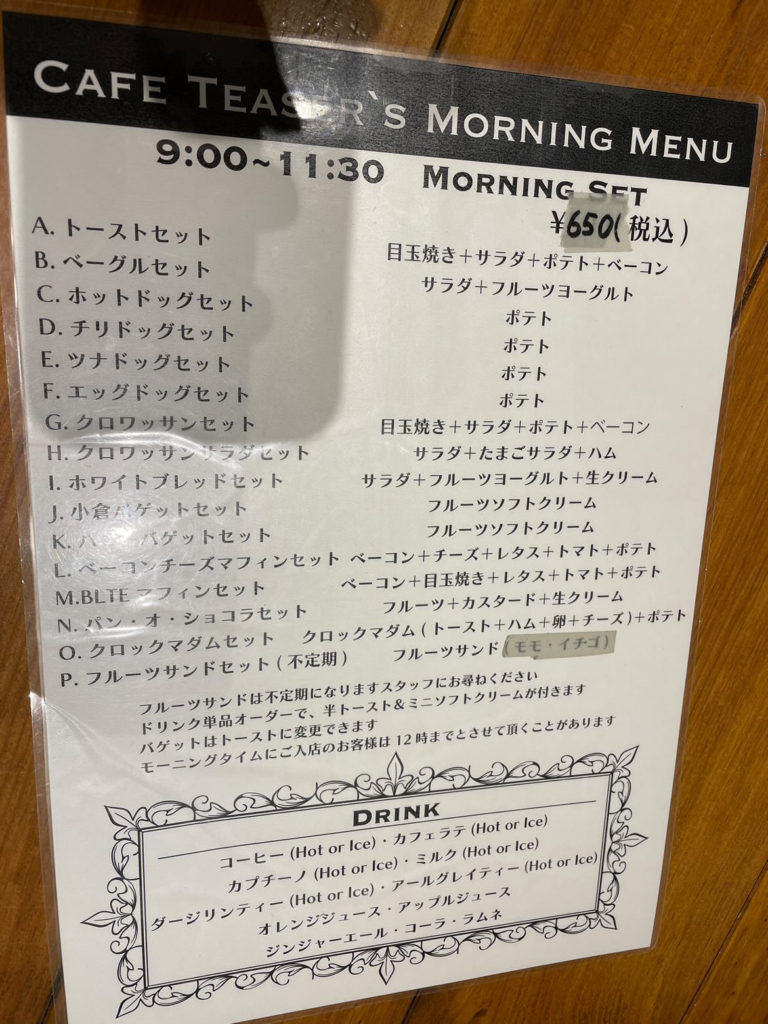 CAFE TEASER`S MORNING MENU
9:00~11:30 MORNING SET
¥650(税込)
A. トーストセット 目玉焼き+サラダ+ポテト+ベーコン
B. ベーグルセット サラダ+フルーツヨーグルト
C. ホットドッグセット ポテト
D. チリドッグセット ポテト
E. ツナドッグセット ポテト
F. エッグドッグセット ポテト
G. クロワッサンセット 目玉焼き+サラダ+ポテト+ベーコン
H. クロワッサンサラダセット サラダ+たまごサラダ+ハム
I. ホワイトブレッドセット サラダ+フルーツヨーグルト+生クリーム
J. 小倉バゲットセット フルーツソフトクリーム
K. バゲットセット フルーツソフトクリーム
L. ベーコンチーズマフィンセット ベーコン+チーズ+レタス+トマト+ポテト
M.BLTEマフィンセット ベーコン+目玉焼き+レタス+トマト+ポテト
N. パン・オ・ショコラセット フルーツ+カスタード+生クリーム
O. クロックマダムセット クロックマダム(トースト+ハム+卵+チーズ)+ポテト
P. フルーツサンドセット(不定期) フルーツサンド(モモ・イチゴ)
フルーツサンドは不定期になりますスタッフにお尋ねください
ドリンク単品オーダーで、半トースト&ミニソフトクリームが付きます
バゲットはトーストに変更できます
モーニングタイムにご入店のお客様は12時までとさせて頂くことがあります
DRINK
コーヒー(Hot or Ice)・カフェラテ(Hot or Ice)
カプチーノ(Hot or Ice)・ミルク(Hot or Ice)
ダージリンティー(Hot or Ice)・アールグレイティー(Hot or Ice)
オレンジジュース・アップルジュース
ジンジャーエール・コーラ・ラムネ